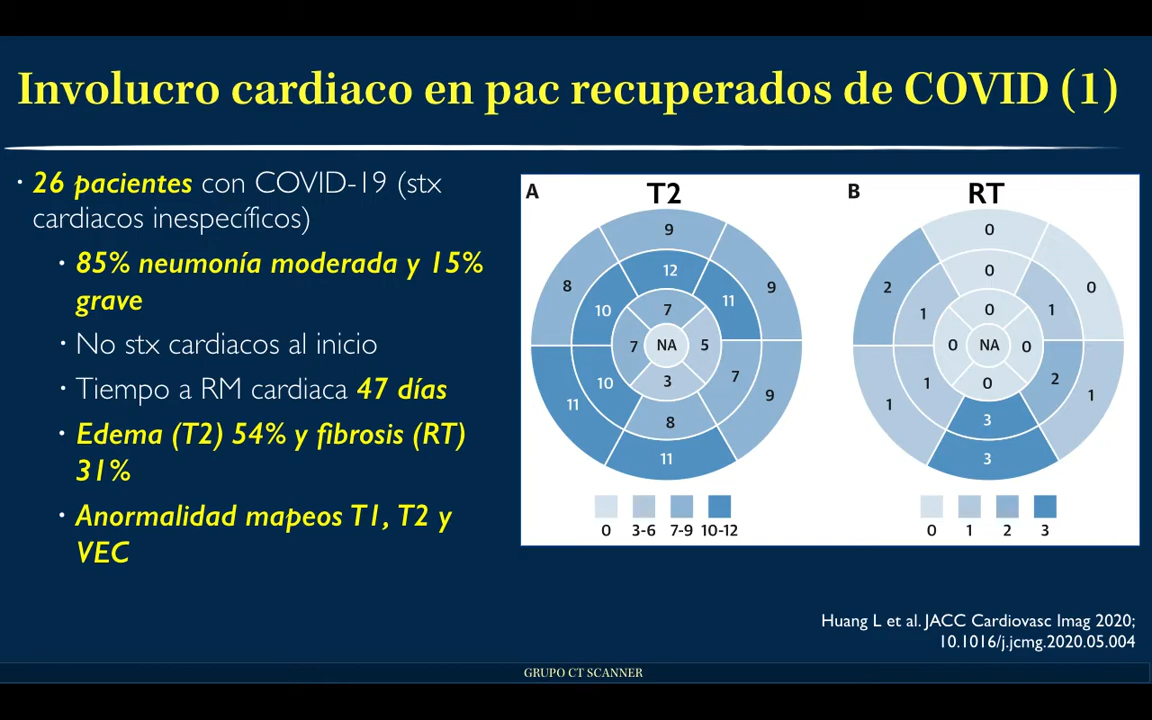 Involucro cardiaco en pac recuperados de COVID (1)
· 26 pacientes con COVID-19 (stx
cardiacos inespecíficos)
· 85% neumonía moderada y 15%
grave
· No stx cardiacos al inicio
· Tiempo a RM cardiaca 47 días
· Edema (T2) 54% y fibrosis (RT)
31%
· Anormalidad mapeos T1, T2 y
VEC
A T2
9
12
8 10 7 11 9
7 NA 5
11 10 3 7 9
8
11
0 3-6 7-9 10-12
B RT
0
0
2 1 0 1 0
0 NA 0
1 1 0 2 1
3
3
0 1 2 3
Huang L et al. JACC Cardiovasc Imag 2020;
10.1016/j.jcmg.2020.05.004
GRUPO CT SCANNER